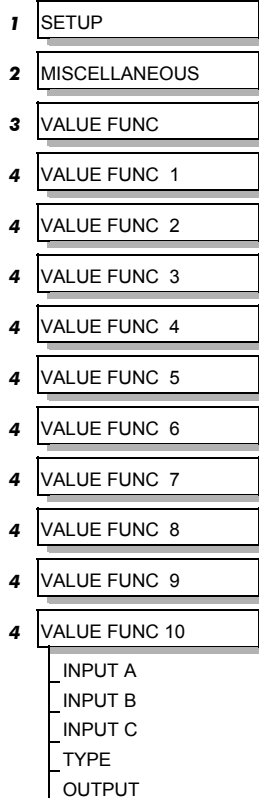 1 SETUP
2 MISCELLANEOUS
3 VALUE FUNC
4 VALUE FUNC 1
4 VALUE FUNC 2
4 VALUE FUNC 3
4 VALUE FUNC 4
4 VALUE FUNC 5
4 VALUE FUNC 6
4 VALUE FUNC 7
4 VALUE FUNC 8
4 VALUE FUNC 9
4 VALUE FUNC 10
INPUT A
INPUT B
INPUT C
TYPE
OUTPUT